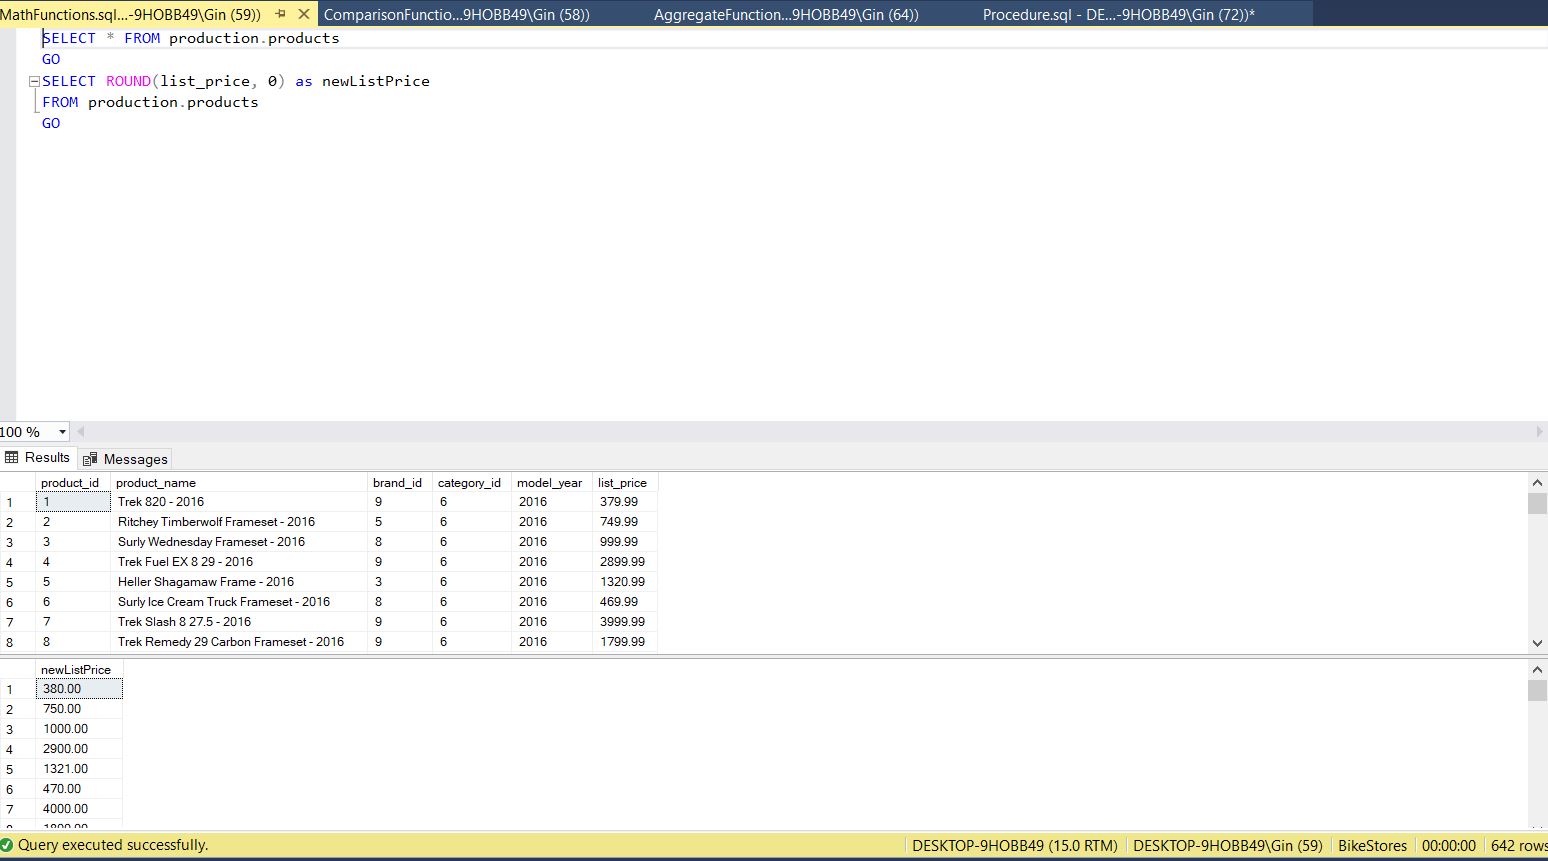 MathFunctions.sql...-9HOBB49\Gin (59)) ComparisonFunctio...9HOBB49\Gin (58)) AggregateFunction...9HOBB49\Gin (64)) Procedure.sql - DE...-9HOBB49\Gin (72))*
SELECT * FROM production.products
GO
SELECT ROUND(list_price, 0) as newListPrice
FROM production.products
GO
100 %
Results Messages
product_id product_name brand_id category_id model_year list_price
1 1 Trek 820 - 2016 9 6 2016 379.99
2 2 Ritchey Timberwolf Frameset - 2016 5 6 2016 749.99
3 3 Surly Wednesday Frameset - 2016 8 6 2016 999.99
4 4 Trek Fuel EX 8 29 - 2016 9 6 2016 2899.99
5 5 Heller Shagamaw Frame - 2016 3 6 2016 1320.99
6 6 Surly Ice Cream Truck Frameset - 2016 8 6 2016 469.99
7 7 Trek Slash 8 27.5 - 2016 9 6 2016 3999.99
8 8 Trek Remedy 29 Carbon Frameset - 2016 9 6 2016 1799.99
newListPrice
1 380.00
2 750.00
3 1000.00
4 2900.00
5 1321.00
6 470.00
7 4000.00
8 1800.00
Query executed successfully. DESKTOP-9HOBB49 (15.0 RTM) DESKTOP-9HOBB49\Gin (59) BikeStores 00:00:00 642 rows